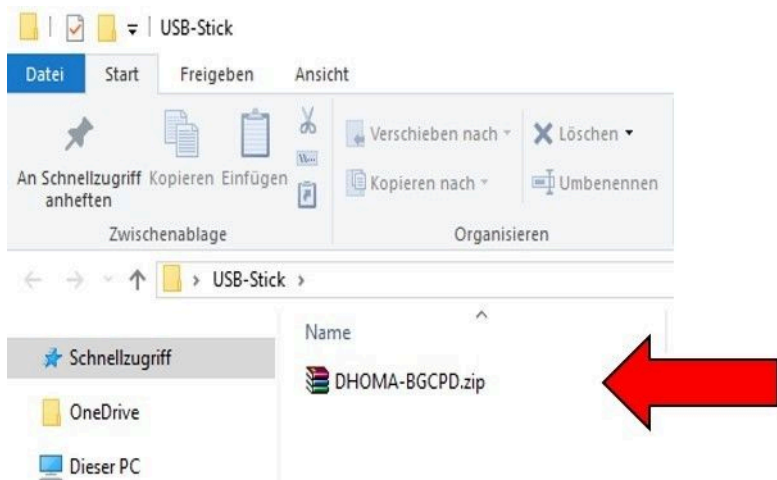 USB-Stick
Datei Start Freigeben Ansicht
An Schnellzugriff anheften
Kopieren
Einfügen
Verschieben nach
Kopieren nach
Löschen
Umbenennen
Zwischenablage
Organisieren
USB-Stick
Name
Schnellzugriff
DHOMA-BGCPD.zip
OneDrive
Dieser PC